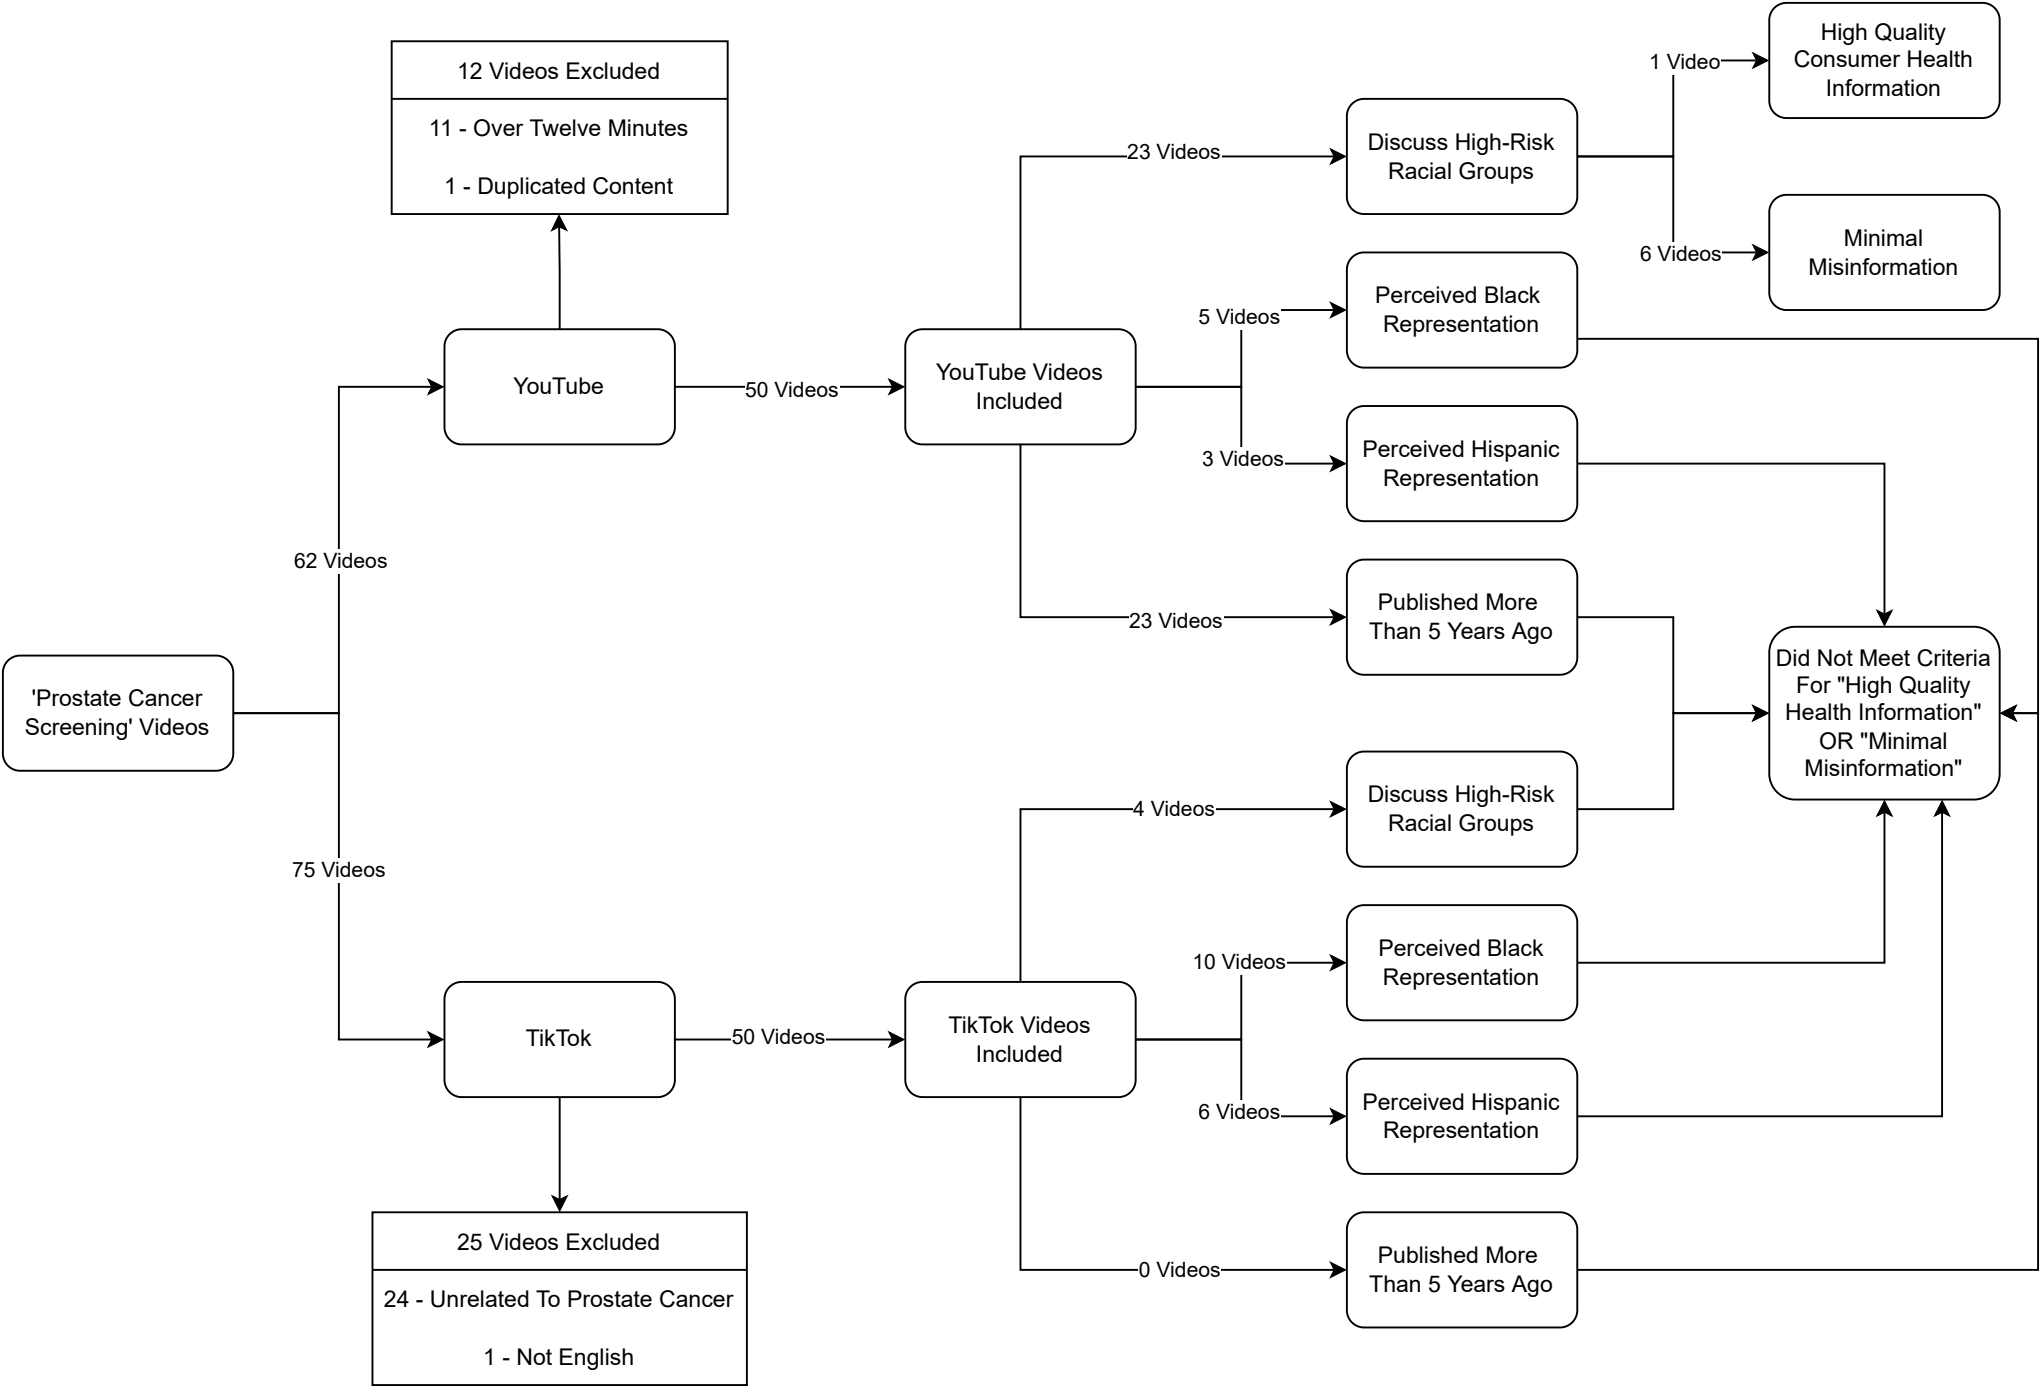 'Prostate Cancer
Screening' Videos
62 Videos
75 Videos
12 Videos Excluded
11 - Over Twelve Minutes
1 - Duplicated Content
YouTube
50 Videos
YouTube Videos
Included
23 Videos
Discuss High-Risk
Racial Groups
1 Video
High Quality
Consumer Health
Information
6 Videos
Minimal
Misinformation
5 Videos
Perceived Black
Representation
3 Videos
Perceived Hispanic
Representation
23 Videos
Published More
Than 5 Years Ago
Did Not Meet Criteria
For "High Quality
Health Information"
OR "Minimal
Misinformation"
TikTok
50 Videos
TikTok Videos
Included
4 Videos
Discuss High-Risk
Racial Groups
10 Videos
Perceived Black
Representation
6 Videos
Perceived Hispanic
Representation
0 Videos
Published More
Than 5 Years Ago
25 Videos Excluded
24 - Unrelated To Prostate Cancer
1 - Not English